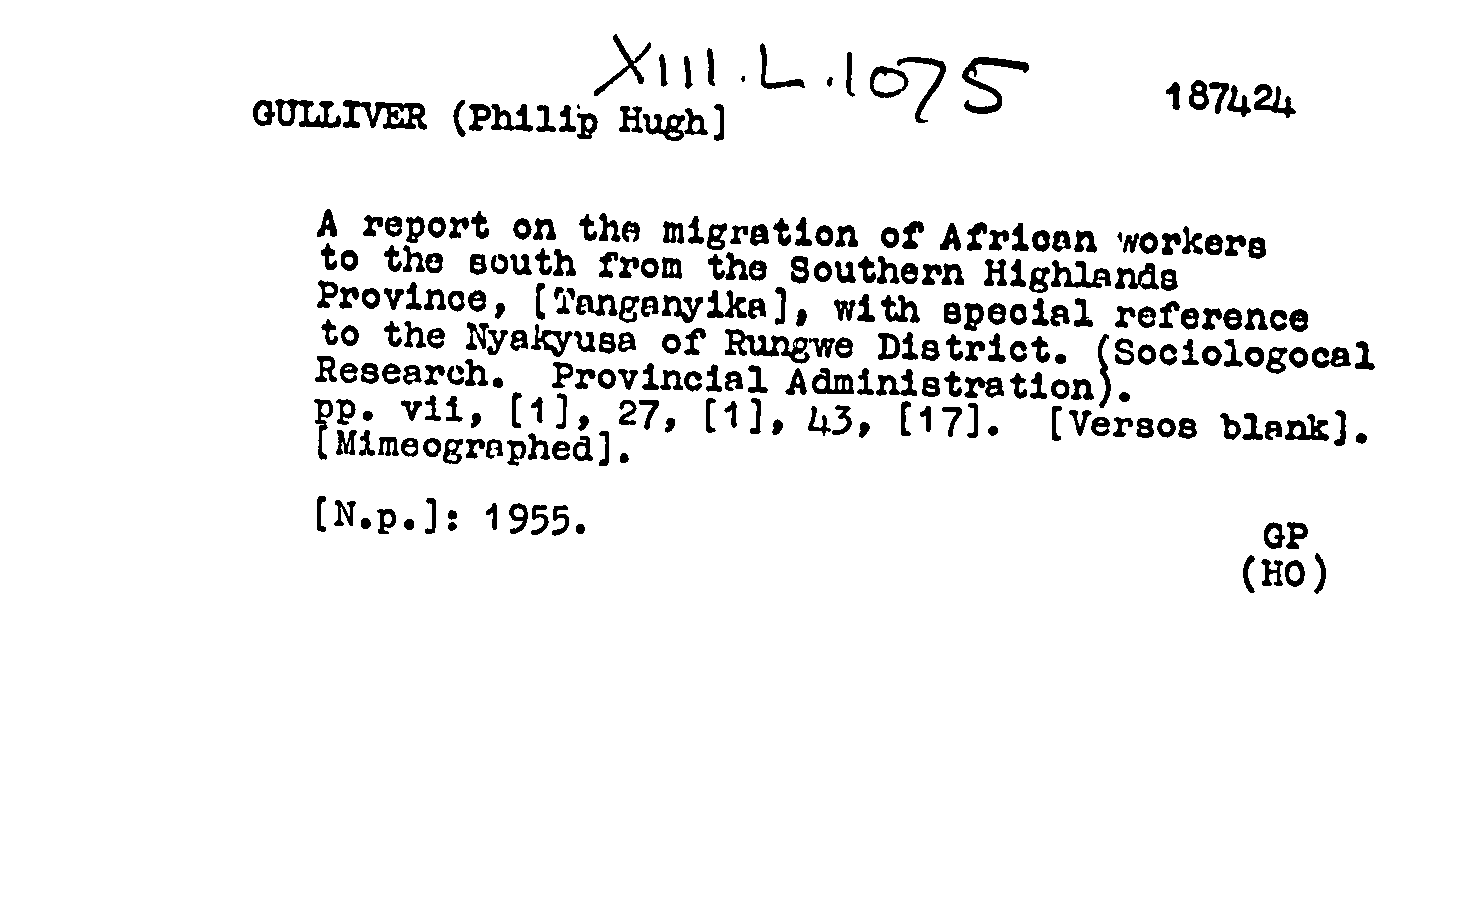 XIII.L.1075
187424
GULLIVER (Philip Hugh]
A report on the migration of African workers
to the south from the Southern Highlands
Province, [Tanganyika], with special reference
to the Nyakyusa of Rungwe District. (Sociologocal
Research. Provincial Administration).
pp. vii, [1], 27, [1], 43, [17]. [Versos blank].
[Mimeographed].
[N.p.]: 1955.
GP
(HO)